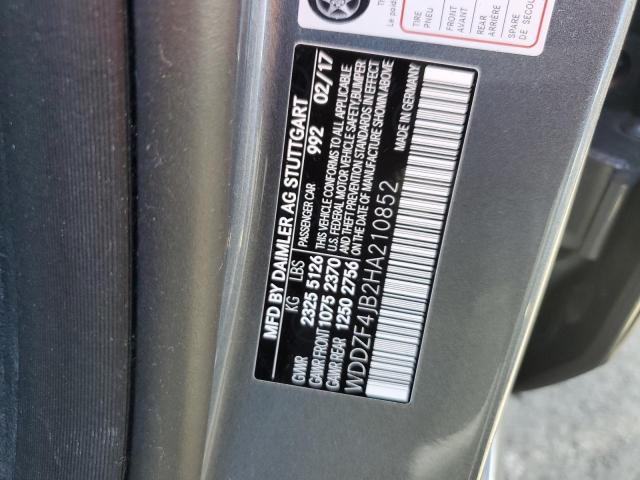 MFD BY DAIMLER AG STUTTGART
KG LBS PASSENGER CAR 992 02/17
GVWR 2325 5126 THIS VEHICLE CONFORMS TO ALL APPLICABLE
GAWR FRONT 1075 2370 U.S. FEDERAL MOTOR VEHICLE SAFETY, BUMPER
GAWR REAR 1250 2756 AND THEFT PREVENTION STANDARDS IN EFFECT
ON THE DATE OF MANUFACTURE SHOWN ABOVE
WDDZF4JB2HA210852 MADE IN GERMANY
TIRE
PNEU
FRONT
AVANT
REAR
ARRIÈRE
SPARE
DE SECOU